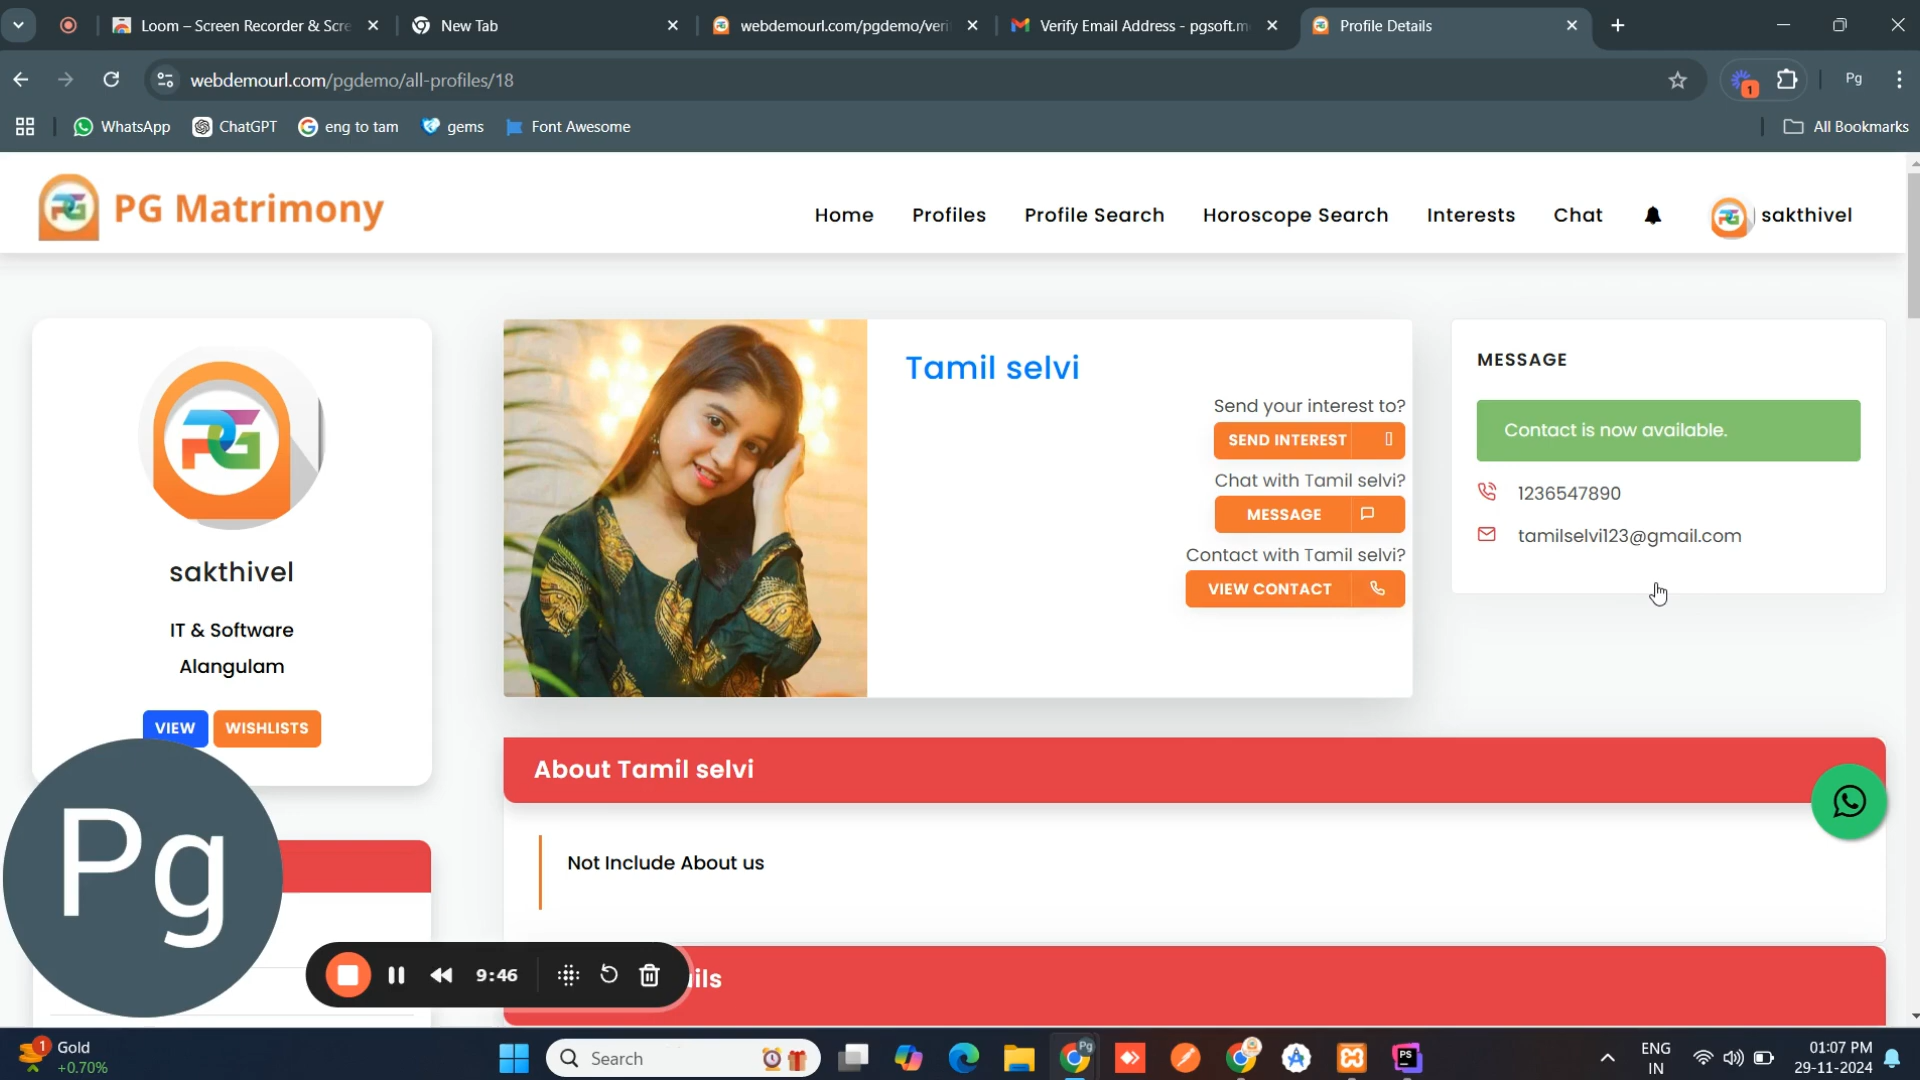 Loom – Screen Recorder & Scre
New Tab
webdemourl.com/pgdemo/veri
Verify Email Address - pgsoft.m
Profile Details
webdemourl.com/pgdemo/all-profiles/18
1
Pg
WhatsApp
ChatGPT
eng to tam
gems
Font Awesome
All Bookmarks
PG Matrimony
Home
Profiles
Profile Search
Horoscope Search
Interests
Chat
sakthivel
sakthivel
IT & Software
Alangulam
VIEW
WISHLISTS
Tamil selvi
Send your interest to?
SEND INTEREST
Chat with Tamil selvi?
MESSAGE
Contact with Tamil selvi?
VIEW CONTACT
MESSAGE
Contact is now available.
1236547890
tamilselvi123@gmail.com
About Tamil selvi
Not Include About us
ils
Pg
9:46
1
Gold
+0.70%
Search
Pg
PS
ENG
IN
01:07 PM
29-11-2024